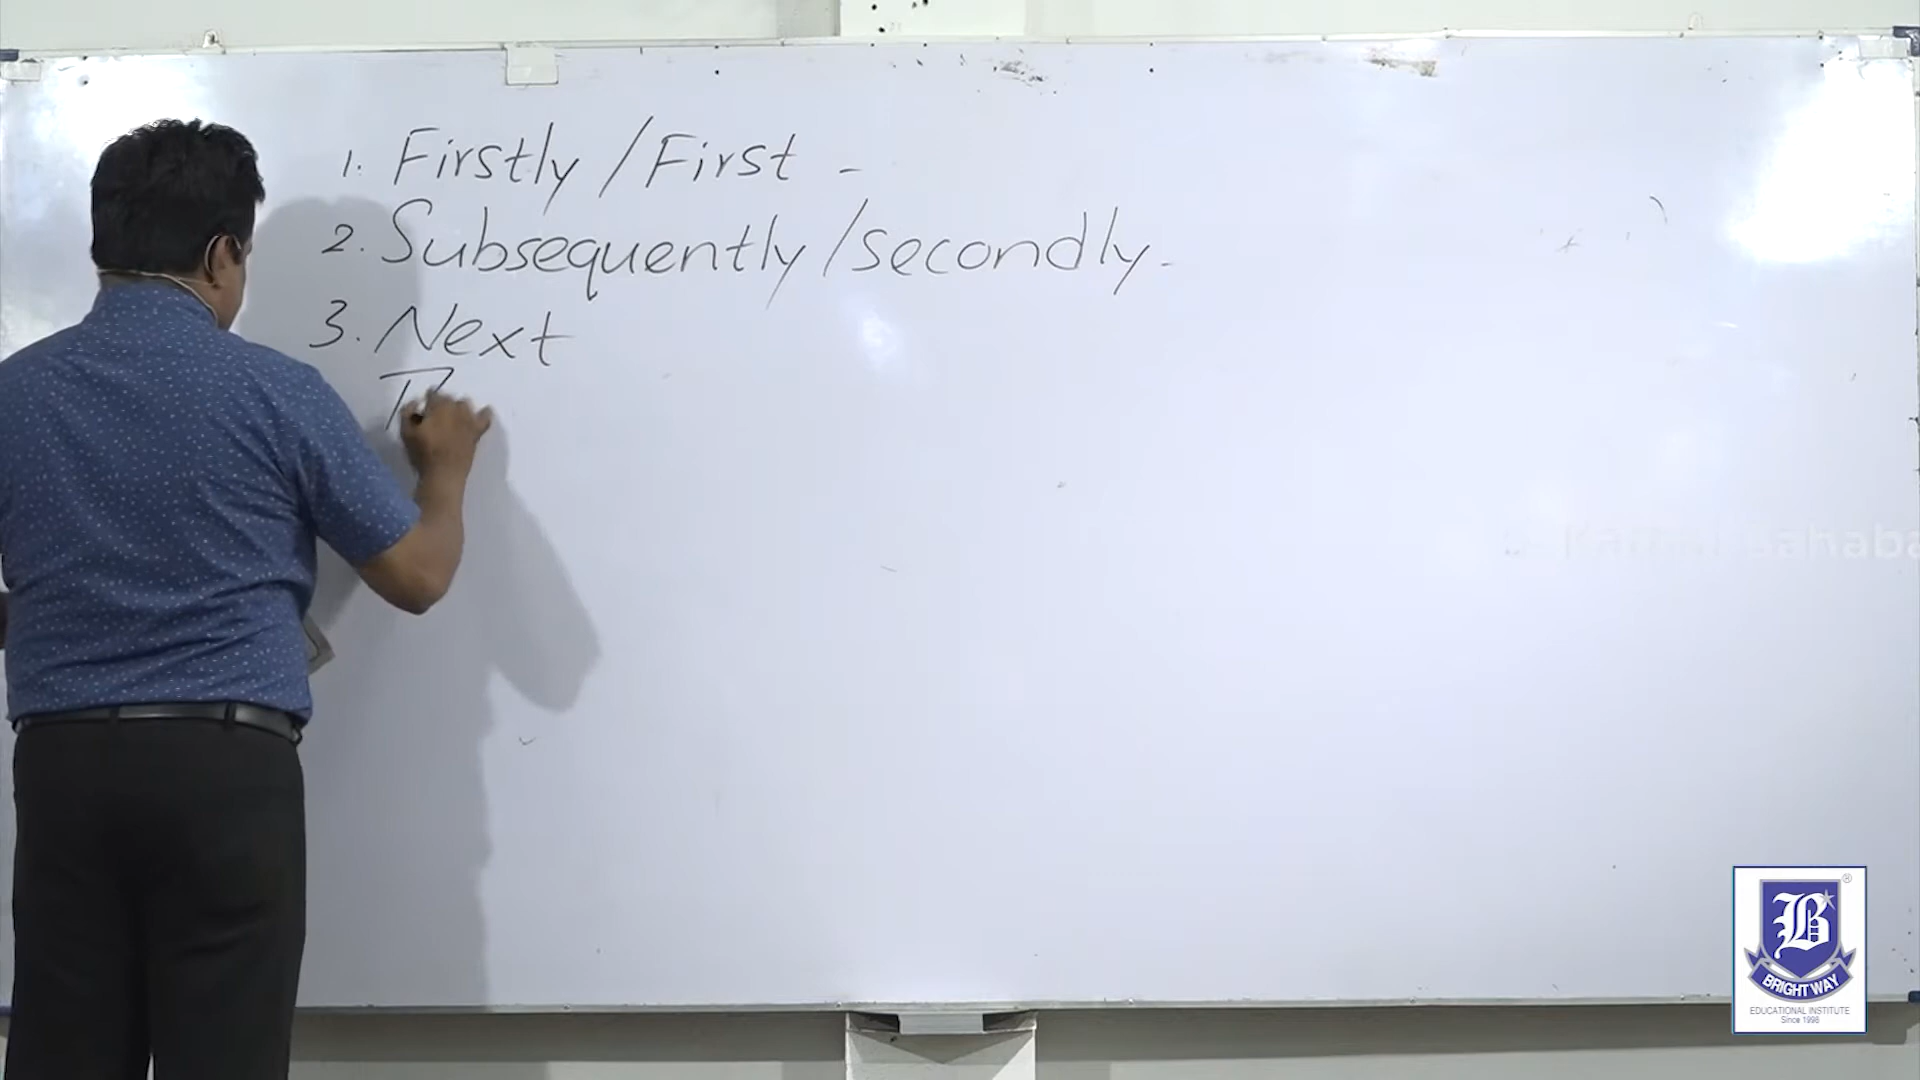 1. Firstly / First -
2. Subsequently / secondly.
3. Next
B
BRIGHT WAY
EDUCATIONAL INSTITUTE
Since 1998